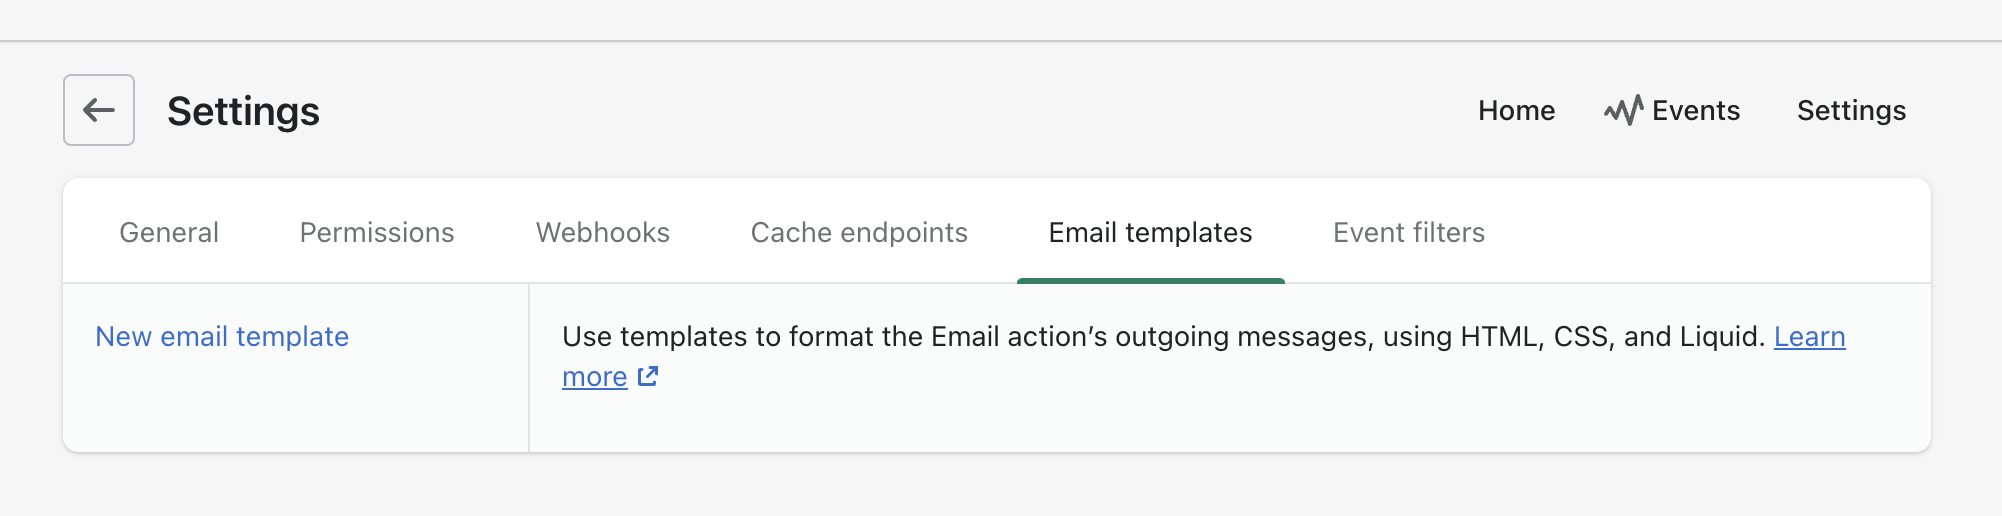 Settings
Home Events Settings
General Permissions Webhooks Cache endpoints Email templates Event filters
New email template
Use templates to format the Email action’s outgoing messages, using HTML, CSS, and Liquid. Learn
more